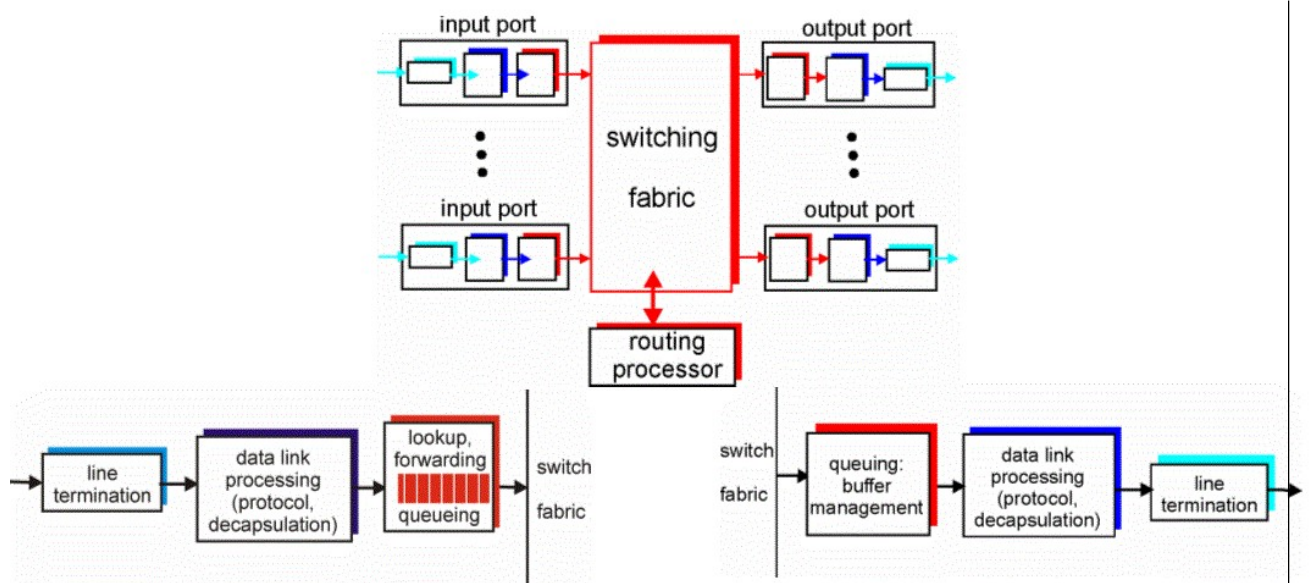 input port
output port
switching
fabric
input port
output port
routing
processor
line
termination
data link
processing
(protocol,
decapsulation)
lookup,
forwarding
queueing
switch
fabric
switch
fabric
queuing:
buffer
management
data link
processing
(protocol,
decapsulation)
line
termination